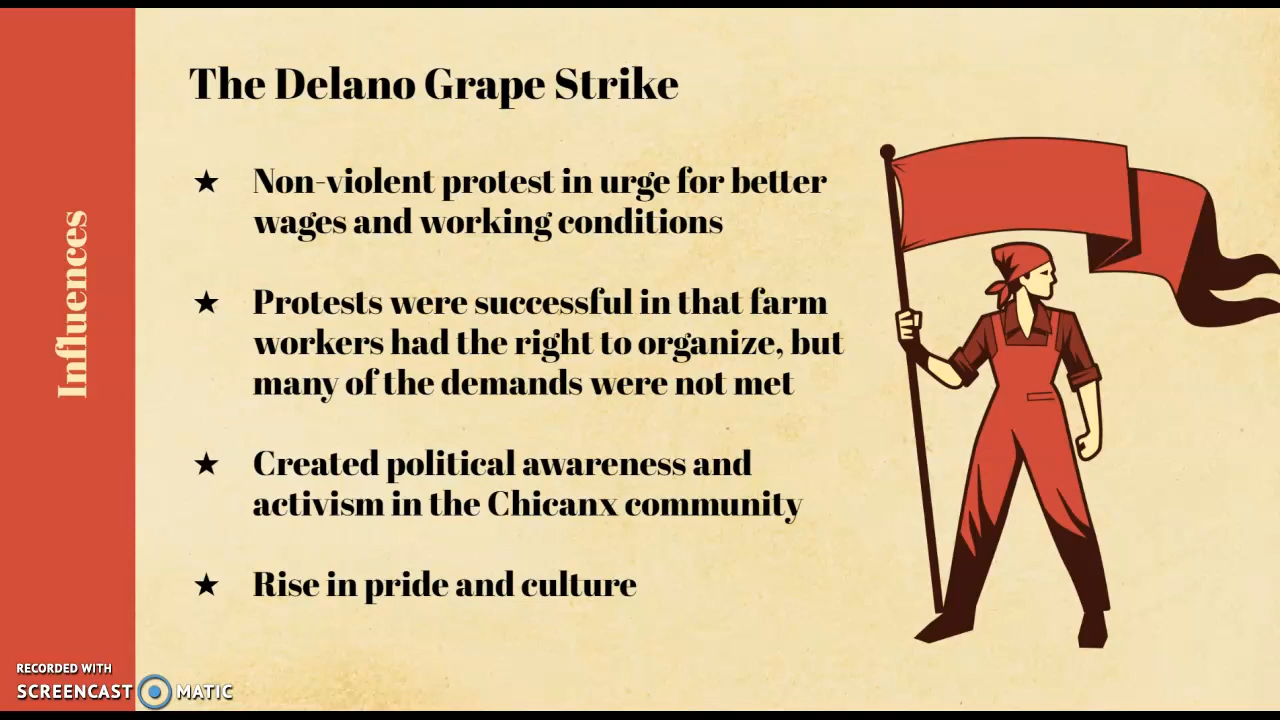 The Delano Grape Strike
Influences
★ Non-violent protest in urge for better
wages and working conditions
★ Protests were successful in that farm
workers had the right to organize, but
many of the demands were not met
★ Created political awareness and
activism in the Chicanx community
★ Rise in pride and culture
RECORDED WITH
SCREENCAST MATIC